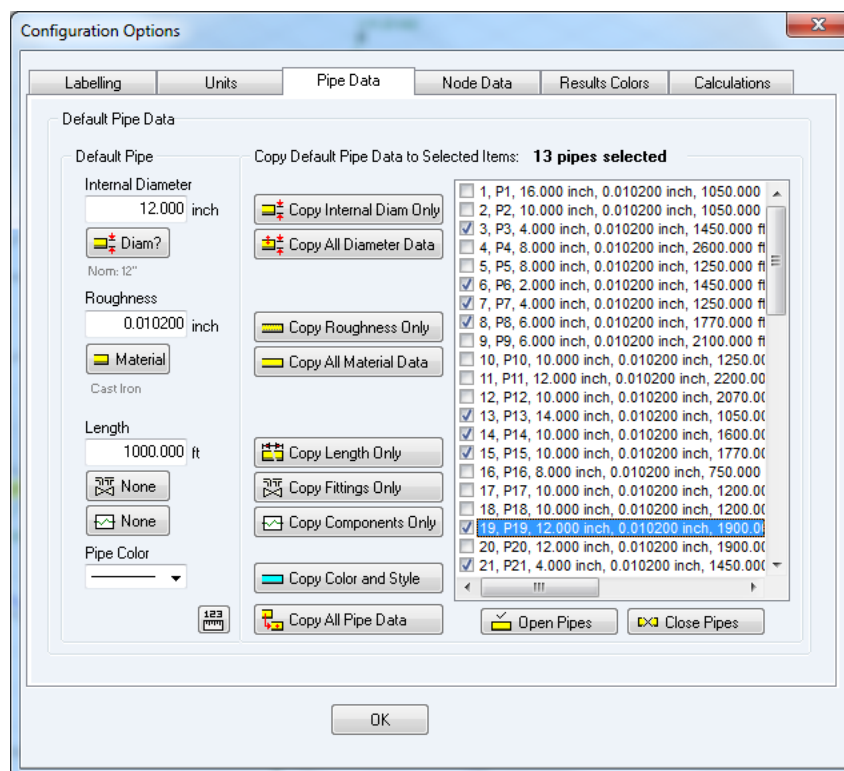 Configuration Options
Labelling Units Pipe Data Node Data Results Colors Calculations
Default Pipe Data
Default Pipe
Copy Default Pipe Data to Selected Items: 13 pipes selected
Internal Diameter
12.000 inch
Diam?
Nom: 12"
Roughness
0.010200 inch
Material
Cast Iron
Length
1000.000 ft
None
None
Pipe Color
123
Copy Internal Diam Only
Copy All Diameter Data
Copy Roughness Only
Copy All Material Data
Copy Length Only
Copy Fittings Only
Copy Components Only
Copy Color and Style
Copy All Pipe Data
1, P1, 16.000 inch, 0.010200 inch, 1050.000
2, P2, 10.000 inch, 0.010200 inch, 1050.000
3, P3, 4.000 inch, 0.010200 inch, 1450.000 ft
4, P4, 8.000 inch, 0.010200 inch, 2600.000 ft
5, P5, 8.000 inch, 0.010200 inch, 1250.000 ft
6, P6, 2.000 inch, 0.010200 inch, 1450.000 ft
7, P7, 4.000 inch, 0.010200 inch, 1250.000 ft
8, P8, 6.000 inch, 0.010200 inch, 1770.000 ft
9, P9, 6.000 inch, 0.010200 inch, 2100.000 ft
10, P10, 10.000 inch, 0.010200 inch, 1250.00
11, P11, 12.000 inch, 0.010200 inch, 2200.00
12, P12, 10.000 inch, 0.010200 inch, 2070.00
13, P13, 14.000 inch, 0.010200 inch, 1050.00
14, P14, 10.000 inch, 0.010200 inch, 1600.00
15, P15, 10.000 inch, 0.010200 inch, 1770.00
16, P16, 8.000 inch, 0.010200 inch, 750.000
17, P17, 10.000 inch, 0.010200 inch, 1200.00
18, P18, 10.000 inch, 0.010200 inch, 1200.00
19, P19, 12.000 inch, 0.010200 inch, 1900.00
20, P20, 12.000 inch, 0.010200 inch, 1900.00
21, P21, 4.000 inch, 0.010200 inch, 1450.000
Open Pipes
Close Pipes
OK